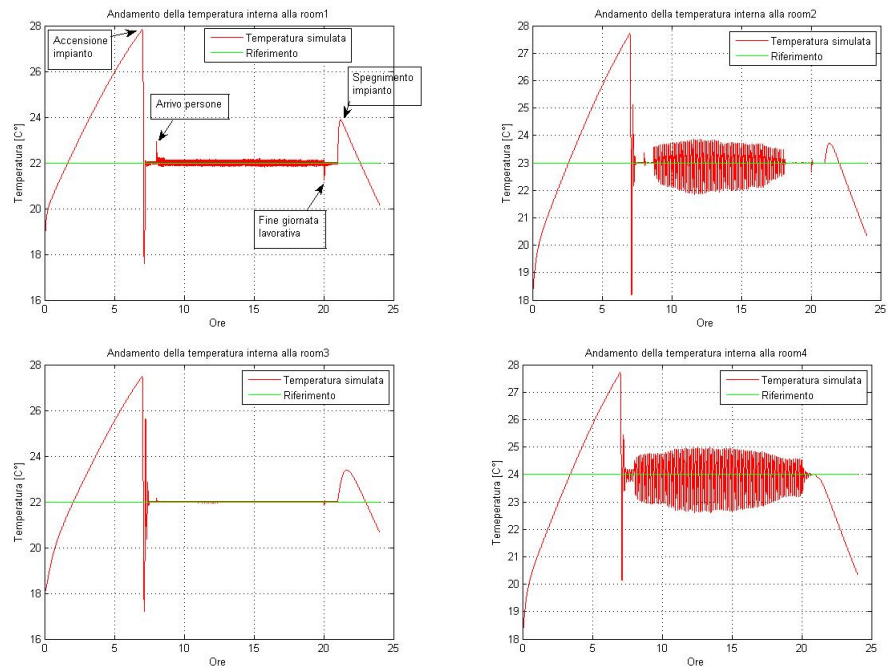 Andamento della temperatura interna alla room1
28
26
24
22
20
18
16
0
5
10
15
20
25
Temperatura [C°]
Ore
Accensione
impianto
Temperatura simulata
Riferimento
Arrivo persone
Spegnimento
impianto
Fine giornata
lavorativa
Andamento della temperatura interna alla room2
28
27
26
25
24
23
22
21
20
19
18
0
5
10
15
20
25
Temperatura [C°]
Ore
Temperatura simulata
Riferimento
Andamento della temperatura interna alla room3
28
26
24
22
20
18
16
0
5
10
15
20
25
Temperatura [C°]
Ore
Temperatura simulata
Riferimento
Andamento della temperatura interna alla room4
28
27
26
25
24
23
22
21
20
19
18
0
5
10
15
20
25
Temeperatura [C°]
Ore
Temperatura simulata
Riferimento